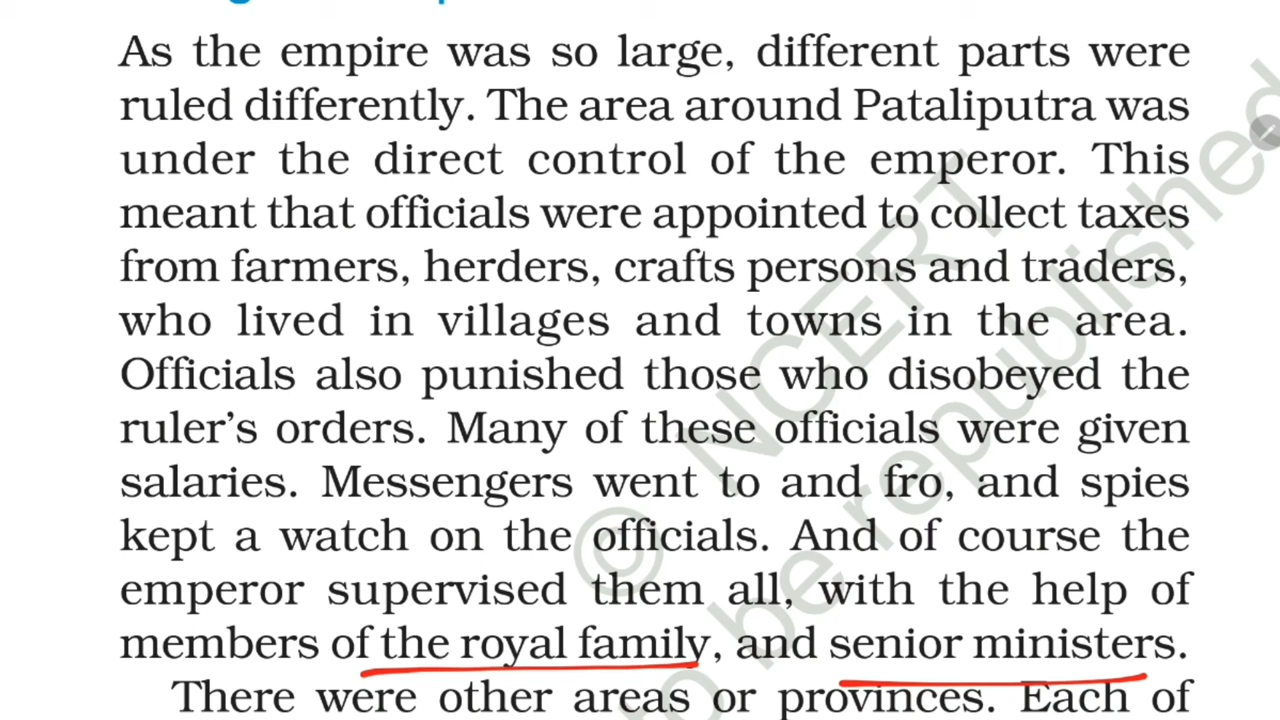 As the empire was so large, different parts were
ruled differently. The area around Pataliputra was
under the direct control of the emperor. This
meant that officials were appointed to collect taxes
from farmers, herders, crafts persons and traders,
who lived in villages and towns in the area.
Officials also punished those who disobeyed the
ruler's orders. Many of these officials were given
salaries. Messengers went to and fro, and spies
kept a watch on the officials. And of course the
emperor supervised them all, with the help of
members of the royal family, and senior ministers.
There were other areas or provinces. Each of
© NCERT
be republished